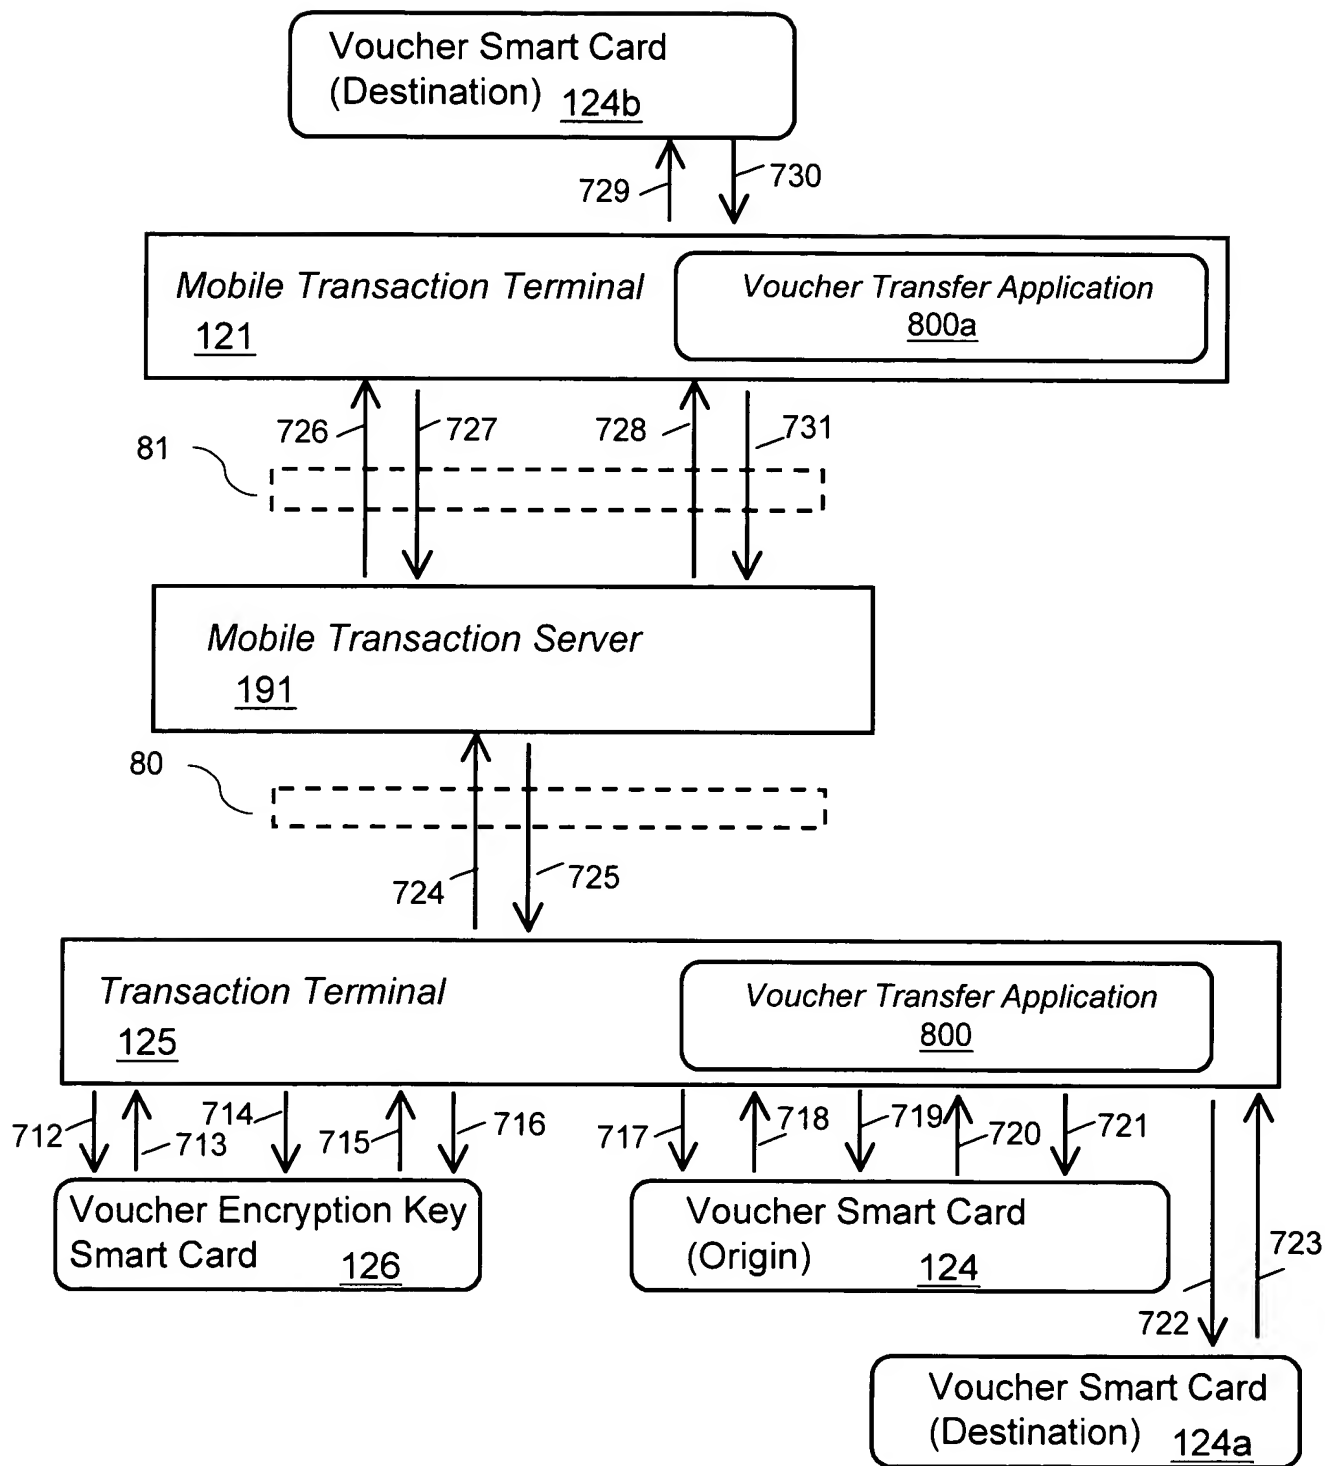 Voucher Smart Card
(Destination) 124b
729
730
Mobile Transaction Terminal
121
Voucher Transfer Application
800a
726
727
728
731
81
Mobile Transaction Server
191
80
724
725
Transaction Terminal
125
Voucher Transfer Application
800
712
713
714
715
716
717
718
719
720
721
Voucher Encryption Key
Smart Card 126
Voucher Smart Card
(Origin) 124
722
723
Voucher Smart Card
(Destination) 124a